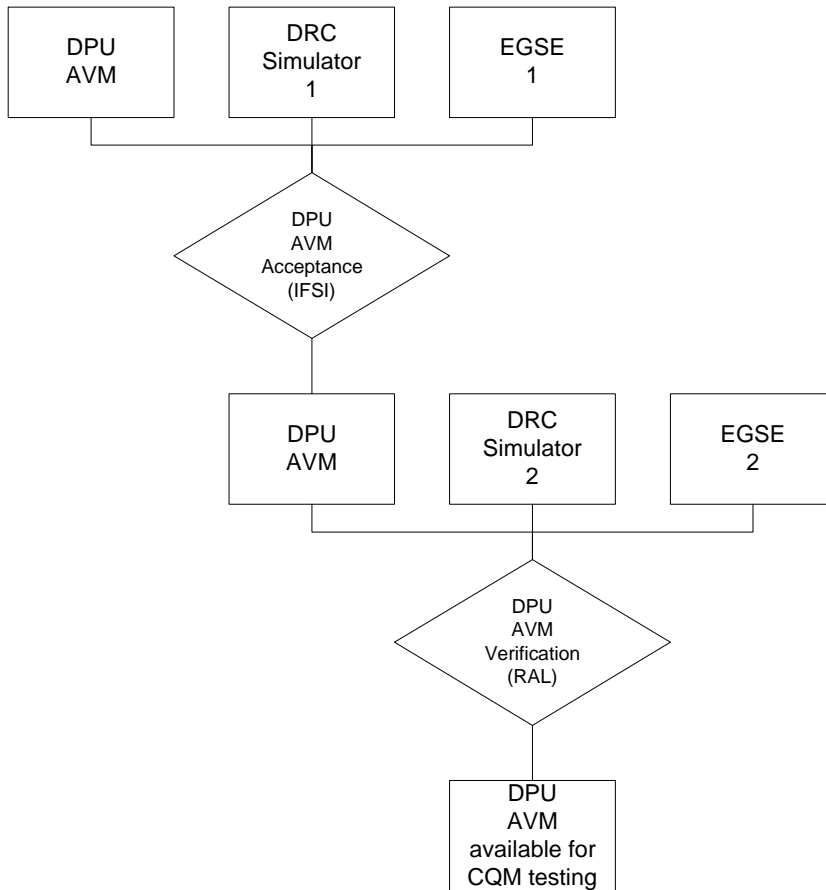 DPU
AVM
DRC
Simulator
1
EGSE
1
DPU
AVM
Acceptance
(IFSI)
DPU
AVM
DRC
Simulator
2
EGSE
2
DPU
AVM
Verification
(RAL)
DPU
AVM
available for
CQM testing